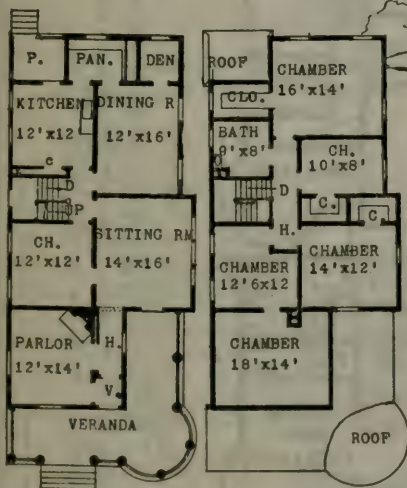 P.
PAN.
DEN
KITCHEN
12'x12
DINING R
12'x16'
c
D
UP
CH.
12'x12'
SITTING RM
14'x16'
PARLOR
12'x14'
H.
V.
VERANDA
ROOF
CHAMBER
16'x14'
CLO.
BATH
9'x8'
CH.
10'x8'
D
C.
C
H.
CHAMBER
12'6x12
CHAMBER
14'x12'
CHAMBER
18'x14'
ROOF